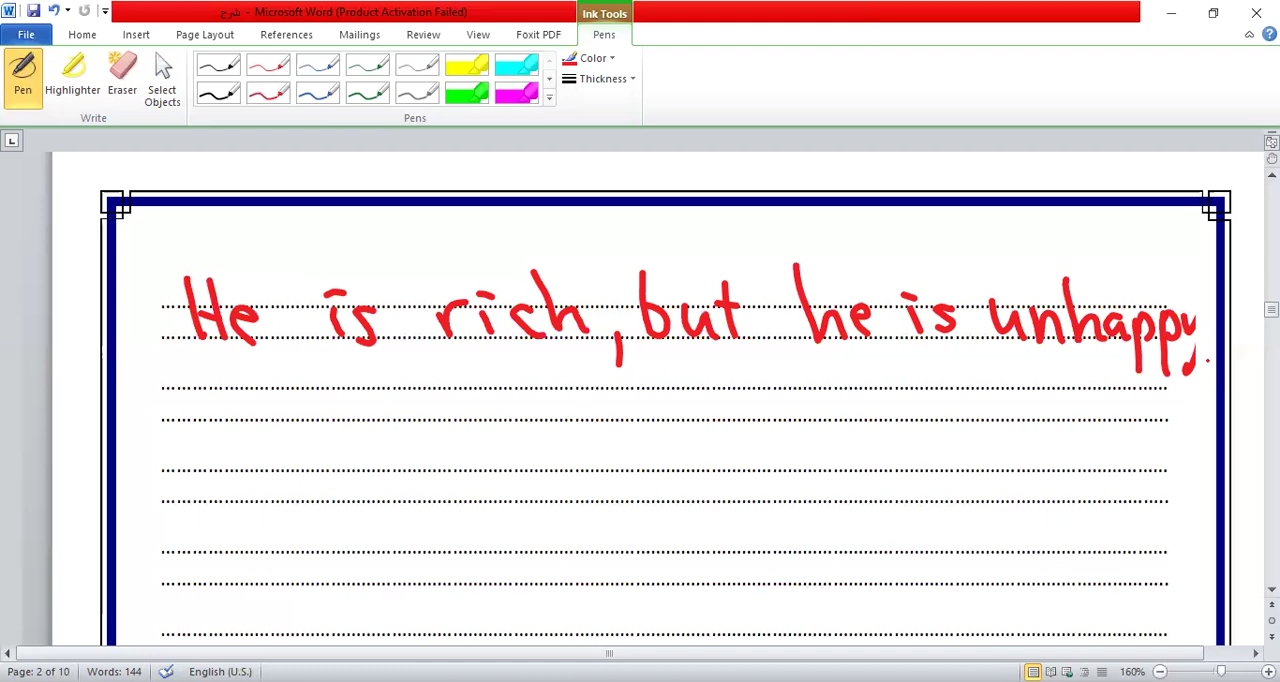 شرح - Microsoft Word (Product Activation Failed)
Ink Tools
File Home Insert Page Layout References Mailings Review View Foxit PDF Pens
Pen Highlighter Eraser Select Objects
Color
Thickness
Write Pens
He is rich, but he is unhappy.
Page: 2 of 10 Words: 144 English (U.S.) 160%